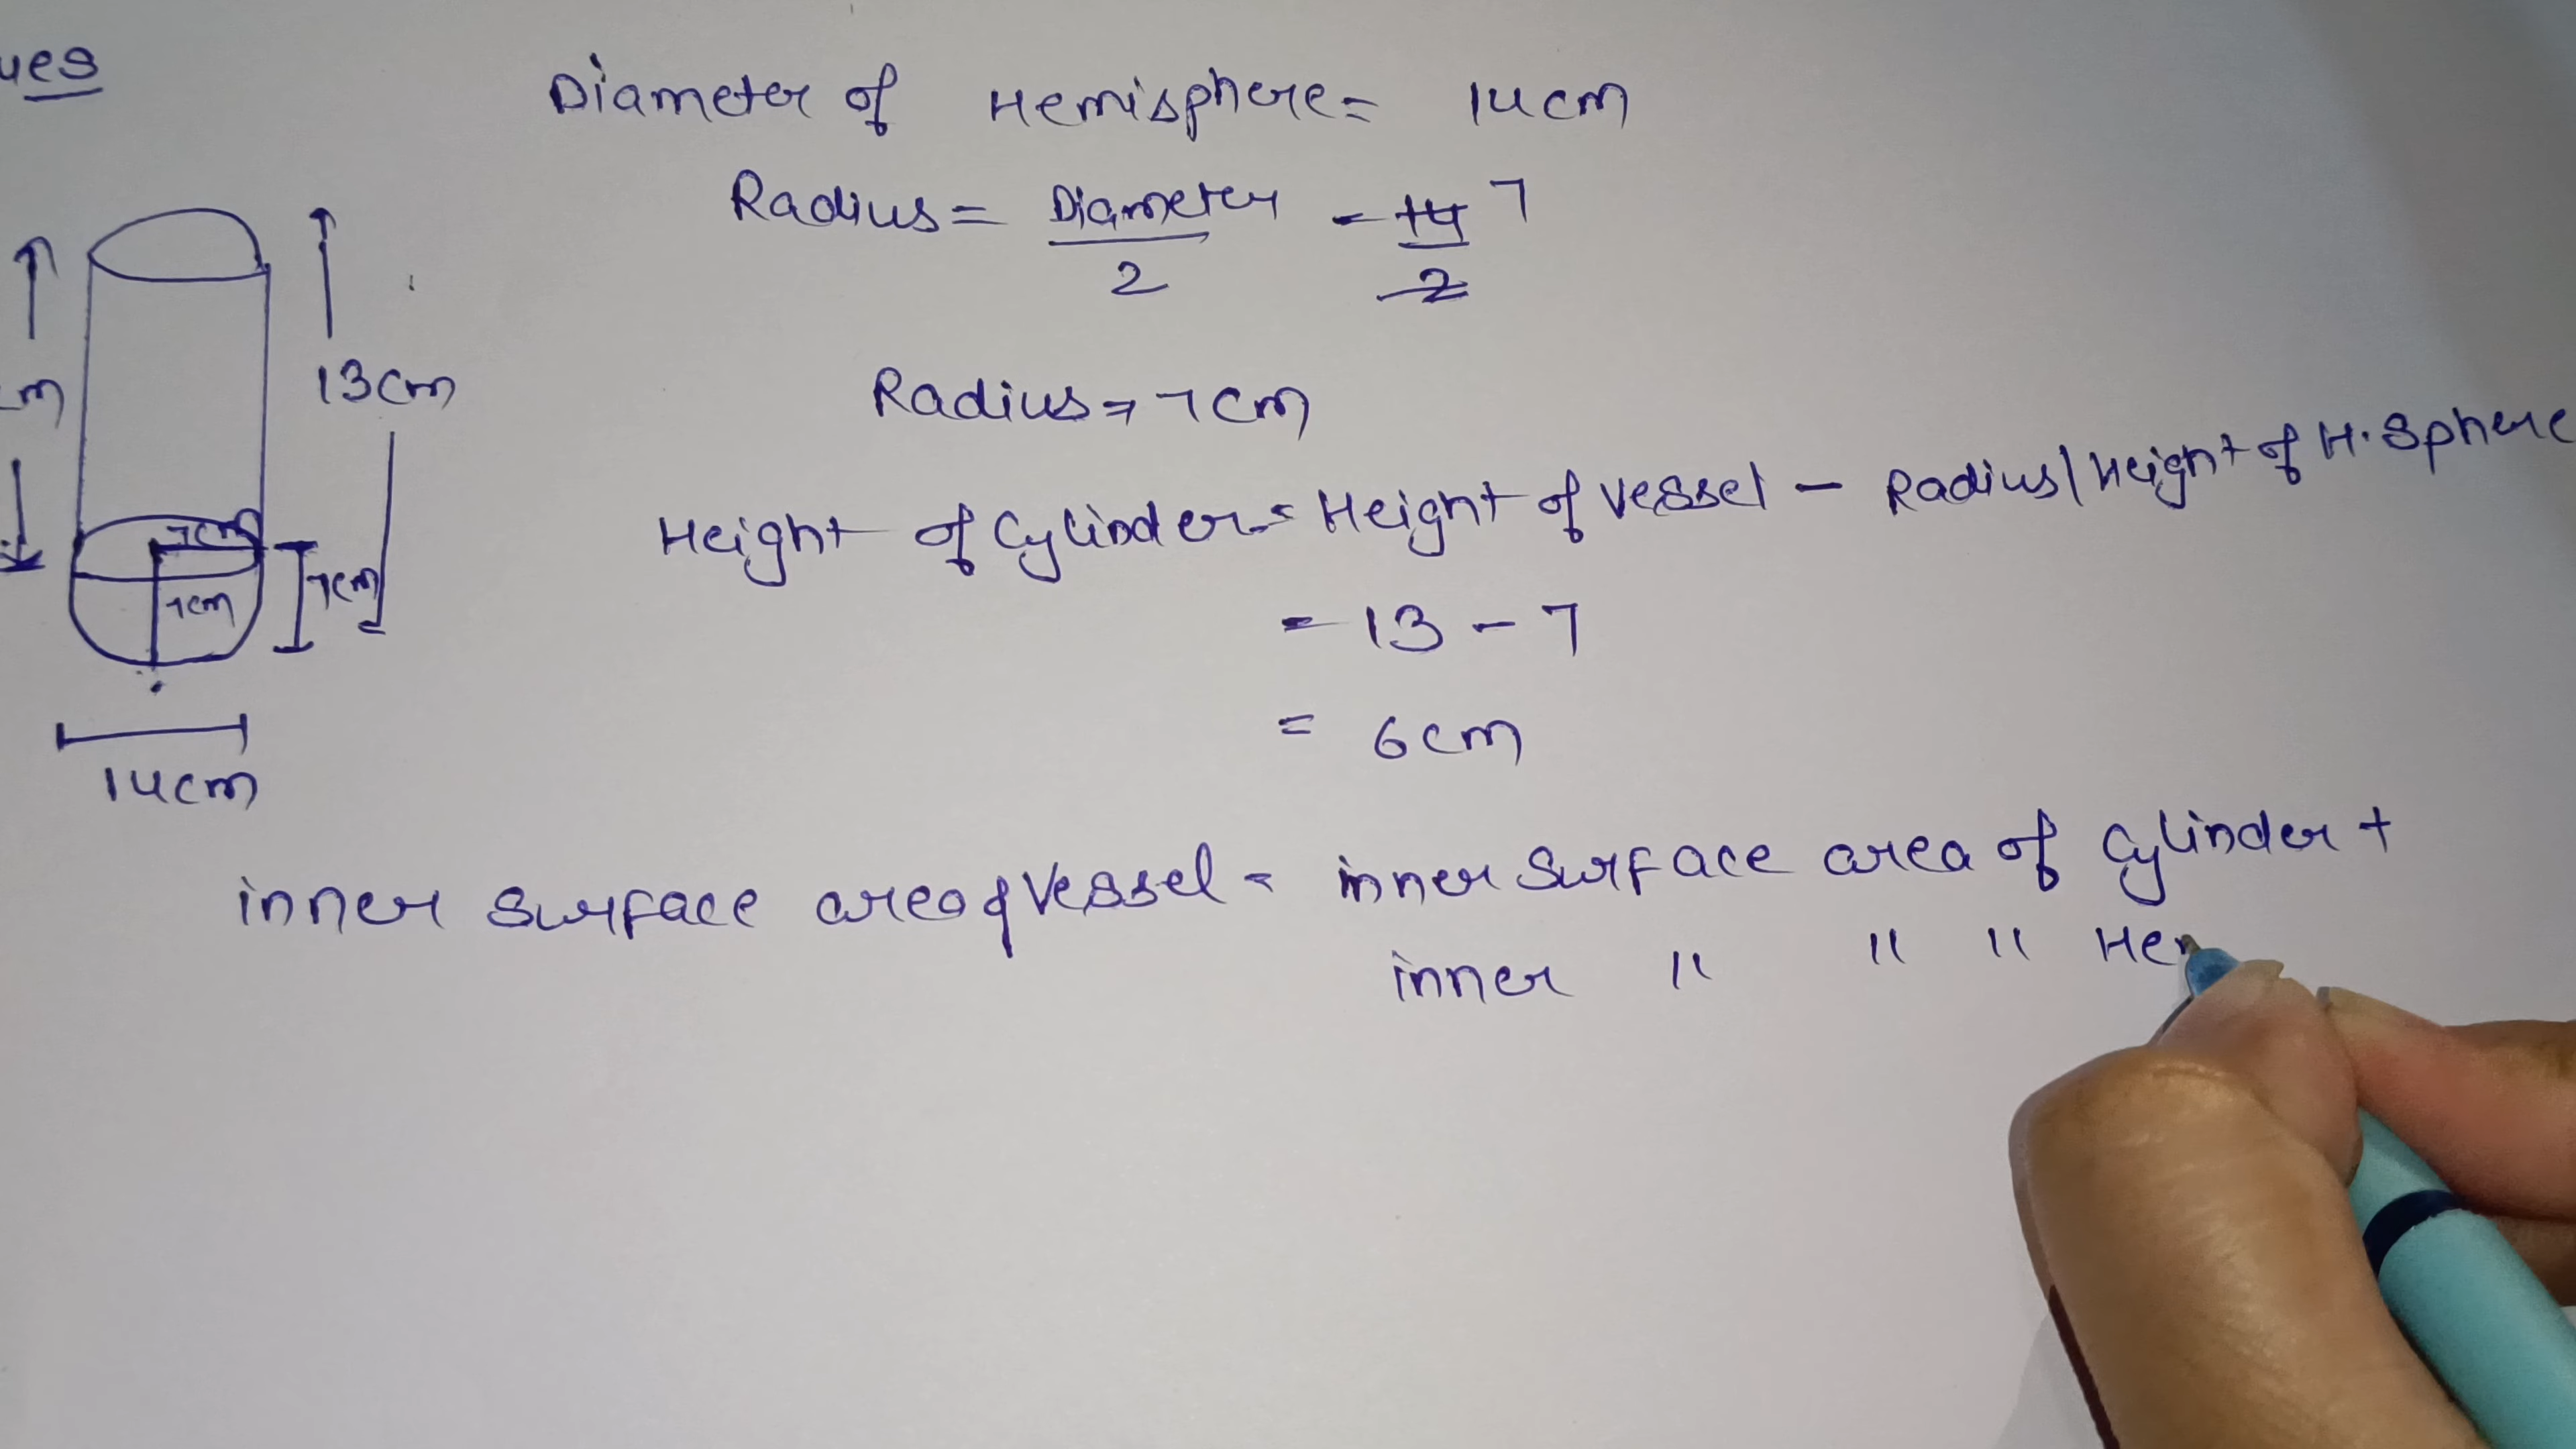 ues
Diameter of Hemisphere = 14cm
Radius = Diameter/2 = 14/2 7
Radius = 7cm
Height of Cylinder = Height of vessel - Radius/Height of H.Sphere
= 13 - 7
= 6cm
cm
13cm
7cm
7cm
7cm
14cm
inner surface area of Vessel = inner surface area of Cylinder +
inner " " " Hem